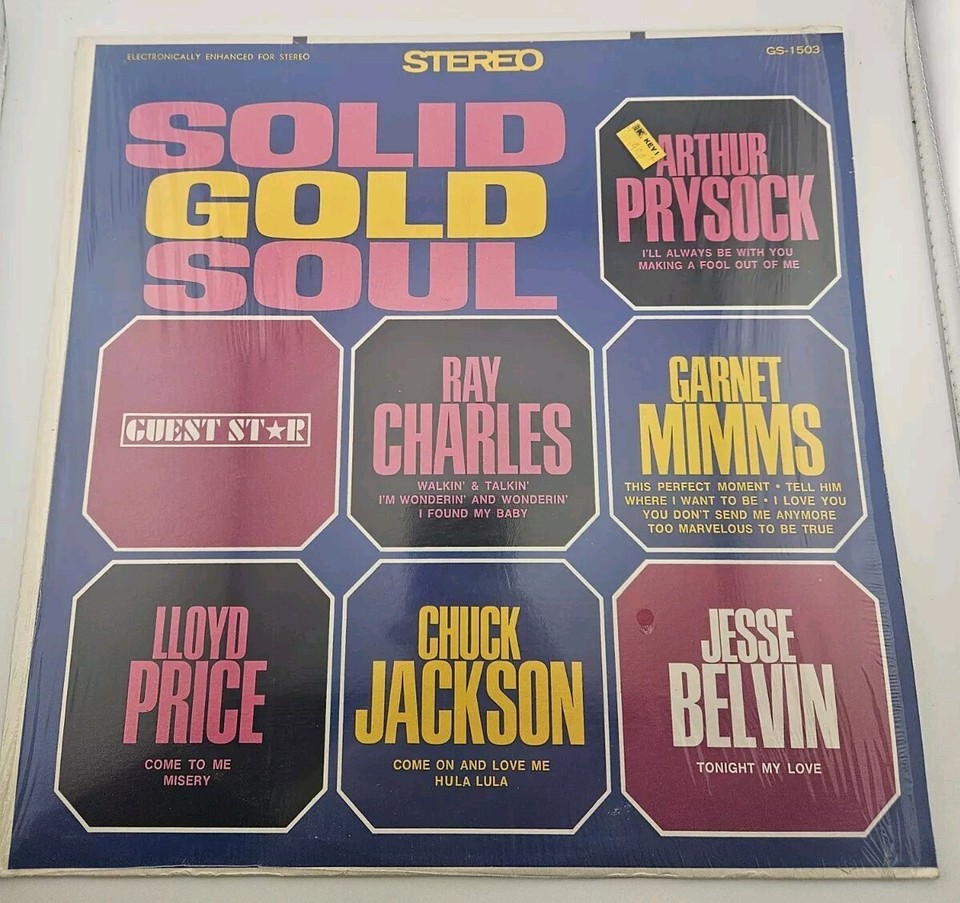 ELECTRONICALLY ENHANCED FOR STEREO
STEREO
GS-1503
SOLID
GOLD
SOUL
KEY!
ARTHUR
PRYSOCK
I'LL ALWAYS BE WITH YOU
MAKING A FOOL OUT OF ME
GUEST ST★R
RAY
CHARLES
WALKIN' & TALKIN'
I'M WONDERIN' AND WONDERIN'
I FOUND MY BABY
GARNET
MIMMS
THIS PERFECT MOMENT • TELL HIM
WHERE I WANT TO BE • I LOVE YOU
YOU DON'T SEND ME ANYMORE
TOO MARVELOUS TO BE TRUE
LLOYD
PRICE
COME TO ME
MISERY
CHUCK
JACKSON
COME ON AND LOVE ME
HULA LULA
JESSE
BELVIN
TONIGHT MY LOVE